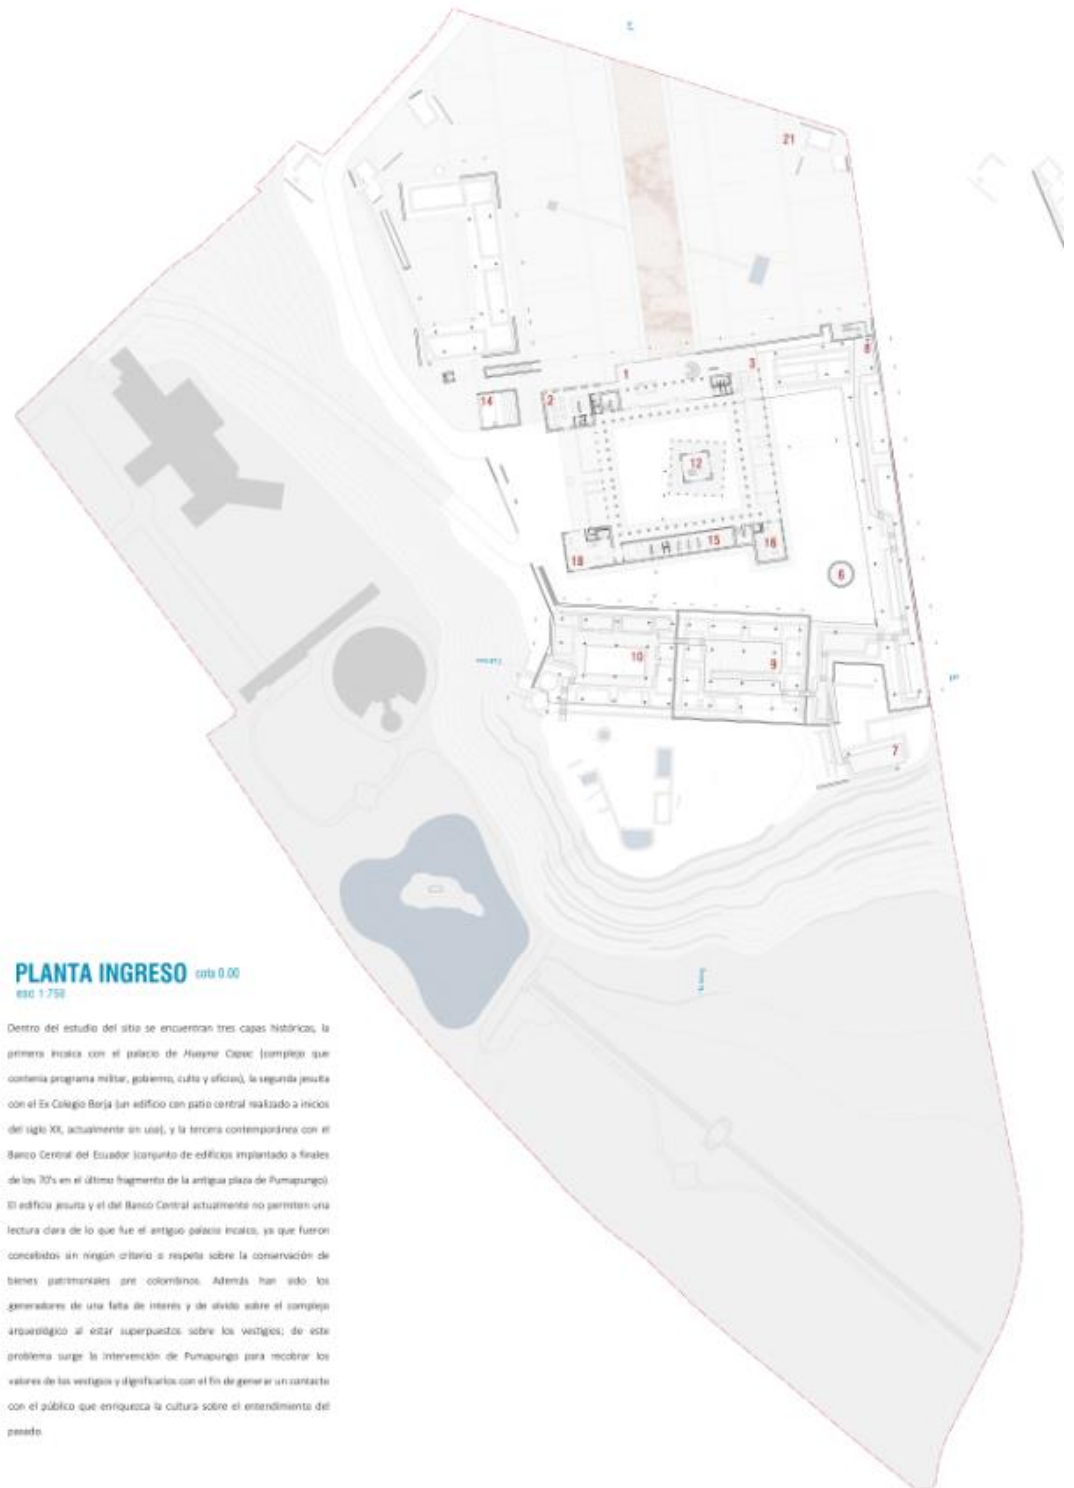 21
1
3
8
2
14
12
15
16
6
10
9
7
PLANTA INGRESO cota 0.00
esc 1:750
Dentro del estudio del sitio se encuentran tres capas históricas, la
primera incaica con el palacio de Huayna Capac (complejo que
contenía programa militar, gobierno, culto y oficios), la segunda jesuita
con el Ex Colegio Borja (un edificio con patio central realizado a inicios
del siglo XX, actualmente sin uso), y la tercera contemporánea con el
Banco Central del Ecuador (conjunto de edificios implantado a finales
de los 70's en el último fragmento de la antigua plaza de Pumapungo).
El edificio jesuita y el del Banco Central actualmente no permiten una
lectura clara de lo que fue el antiguo palacio incaico, ya que fueron
concebidos sin ningún criterio o respeto sobre la conservación de
bienes patrimoniales pre colombinos. Además han sido los
generadores de una falta de interés y de olvido sobre el complejo
arqueológico al estar superpuestos sobre los vestigios; de este
problema surge la intervención de Pumapungo para recobrar los
valores de los vestigios y dignificarlos con el fin de generar un contacto
con el público que enriquezca la cultura sobre el entendimiento del
pasado.